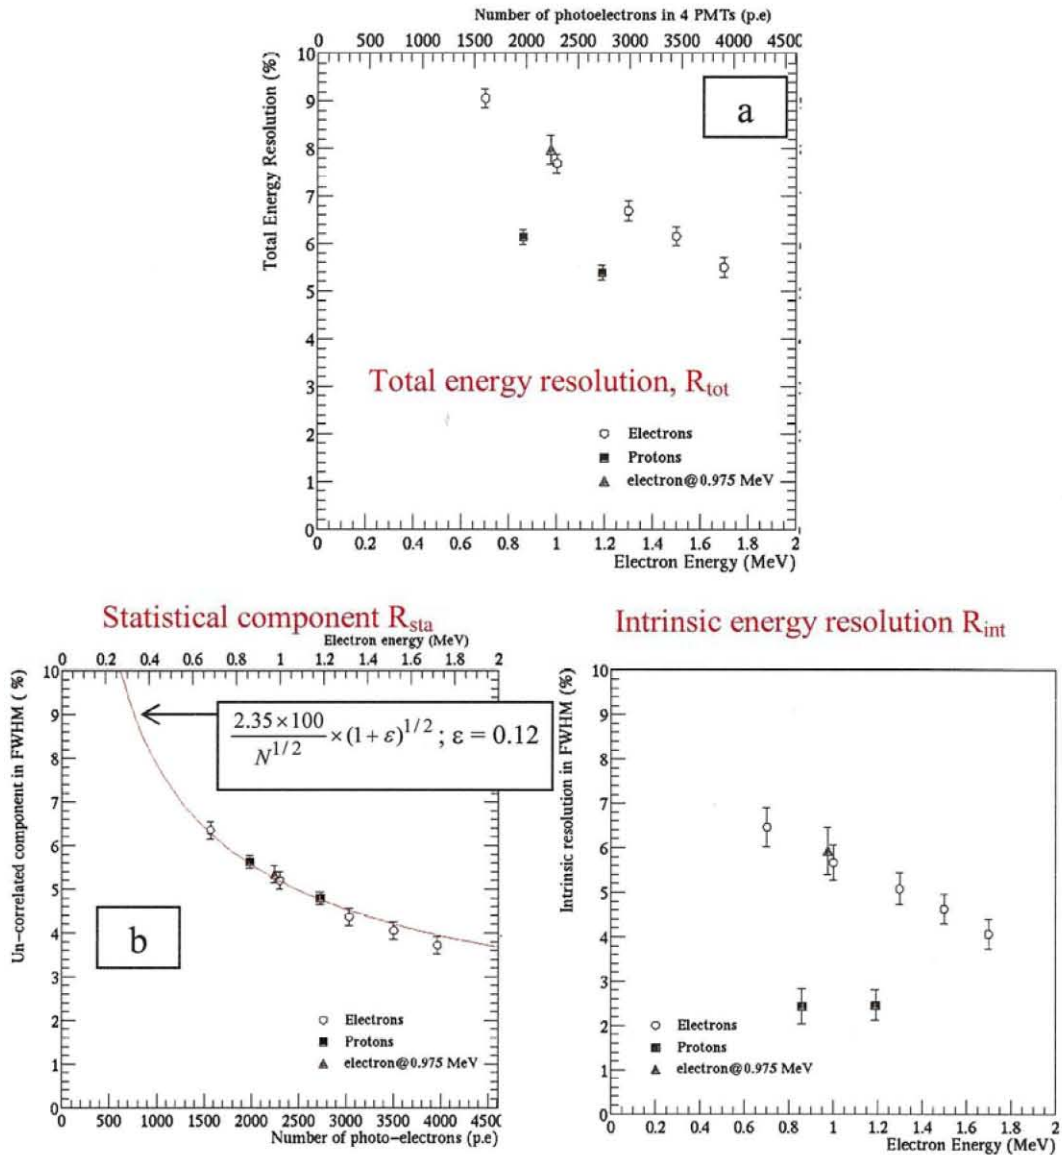 Number of photoelectrons in 4 PMTs (p.e)
0 500 1000 1500 2000 2500 3000 3500 4000 450
10
9
8
7
6
5
4
3
2
1
0
Total Energy Resolution (%)
a
Total energy resolution, Rtot
Electrons
Protons
electron@0.975 MeV
0 0.2 0.4 0.6 0.8 1 1.2 1.4 1.6 1.8 2
Electron Energy (MeV)
Statistical component Rsta
Electron energy (MeV)
0 0.2 0.4 0.6 0.8 1 1.2 1.4 1.6 1.8 2
10
9
8
7
6
5
4
3
2
1
0
Un-correlated component in FWHM ( %)
2.35×100
N^1/2
×(1+ε)^1/2 ; ε = 0.12
b
Electrons
Protons
electron@0.975 MeV
0 500 1000 1500 2000 2500 3000 3500 4000 4500
Number of photo-electrons (p.e)
Intrinsic energy resolution Rint
10
9
8
7
6
5
4
3
2
1
0
Intrinsic resolution in FWHM (%)
Electrons
Protons
electron@0.975 MeV
0 0.2 0.4 0.6 0.8 1 1.2 1.4 1.6 1.8 2
Electron Energy (MeV)